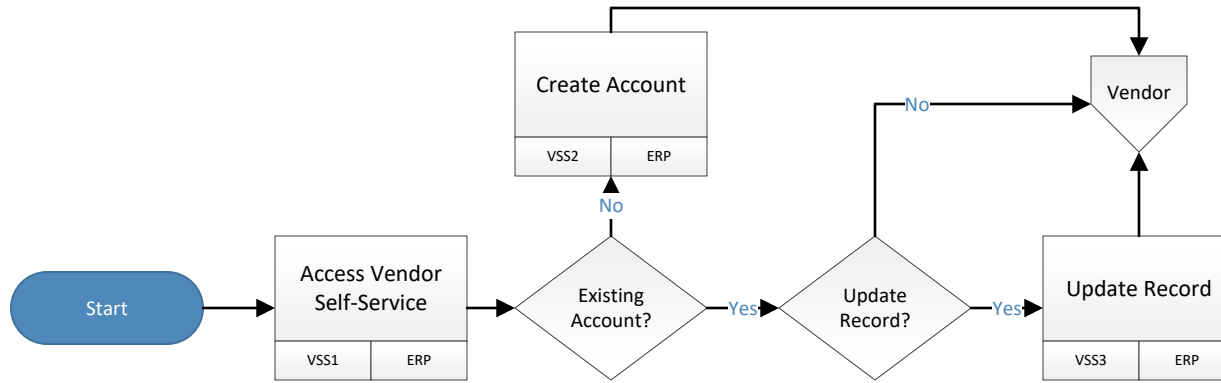 Create Account
VSS2
ERP
No
Vendor
No
Start
Access Vendor
Self-Service
VSS1
ERP
Existing
Account?
Yes
Update
Record?
Yes
Update Record
VSS3
ERP